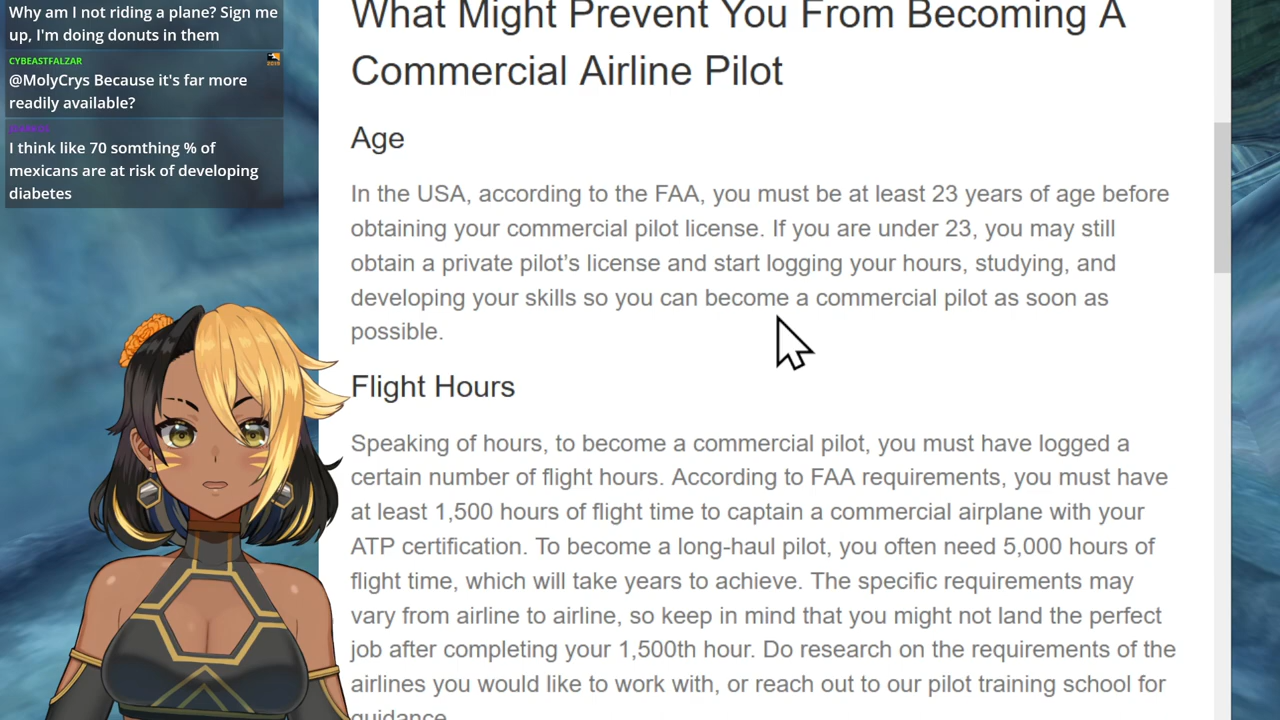 Why am I not riding a plane? Sign me
up, I'm doing donuts in them
CYBEASTFALZAR
@MolyCrys Because it's far more
readily available?
I think like 70 somthing % of
mexicans are at risk of developing
diabetes
What Might Prevent You From Becoming A
Commercial Airline Pilot
Age
In the USA, according to the FAA, you must be at least 23 years of age before
obtaining your commercial pilot license. If you are under 23, you may still
obtain a private pilot's license and start logging your hours, studying, and
developing your skills so you can become a commercial pilot as soon as
possible.
Flight Hours
Speaking of hours, to become a commercial pilot, you must have logged a
certain number of flight hours. According to FAA requirements, you must have
at least 1,500 hours of flight time to captain a commercial airplane with your
ATP certification. To become a long-haul pilot, you often need 5,000 hours of
flight time, which will take years to achieve. The specific requirements may
vary from airline to airline, so keep in mind that you might not land the perfect
job after completing your 1,500th hour. Do research on the requirements of the
airlines you would like to work with, or reach out to our pilot training school for
guidance.